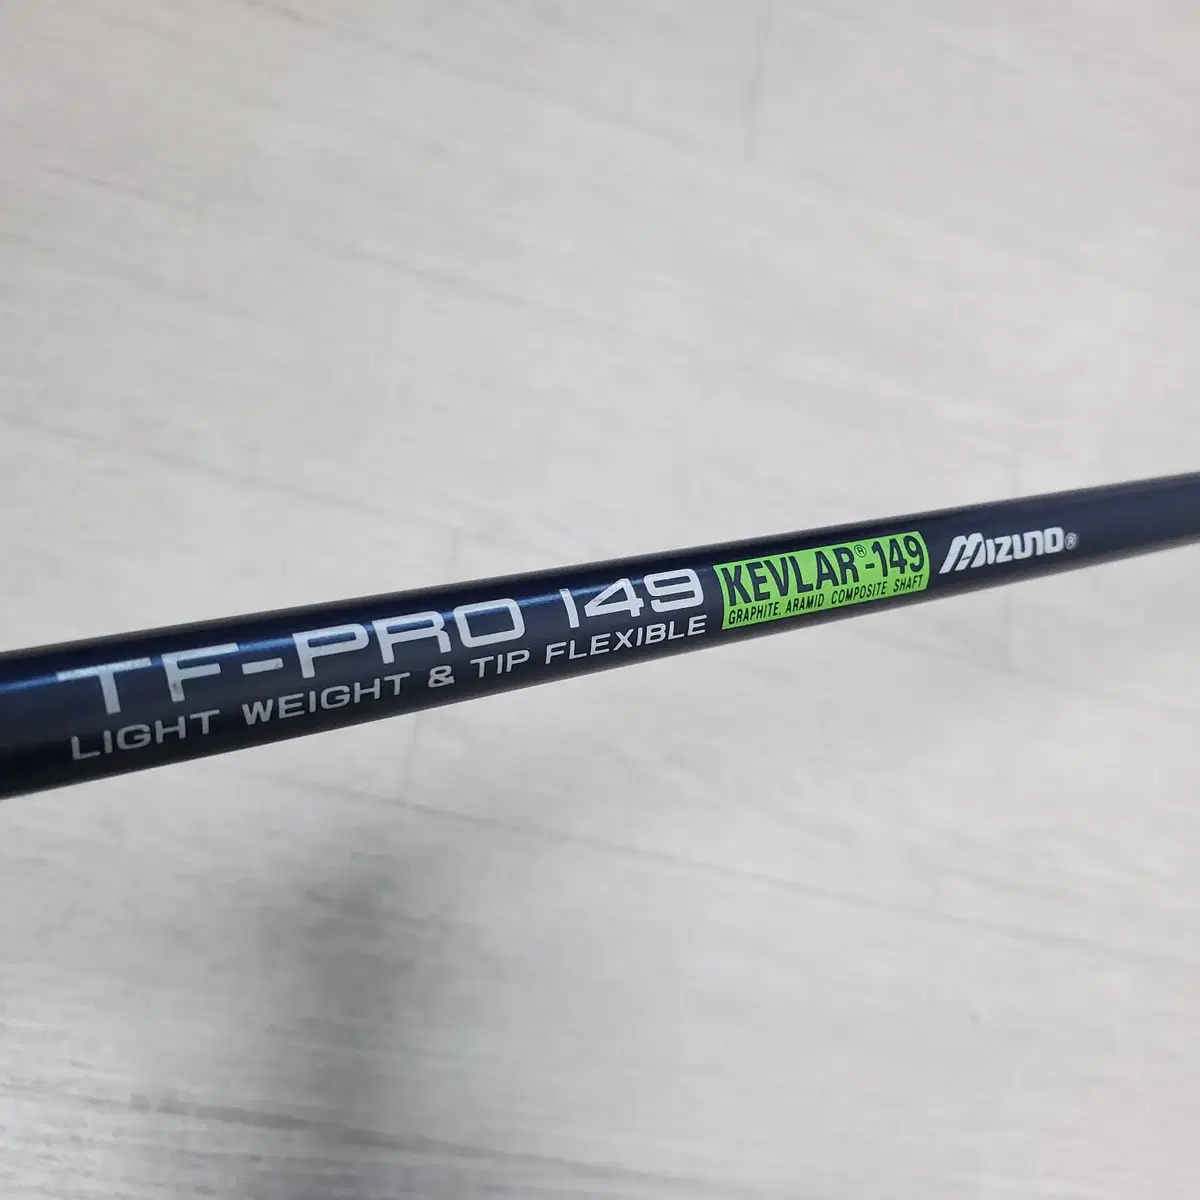 TF-PRO 149
LIGHT WEIGHT & TIP FLEXIBLE
KEVLAR®-149
GRAPHITE, ARAMID COMPOSITE SHAFT
MIZUNO®